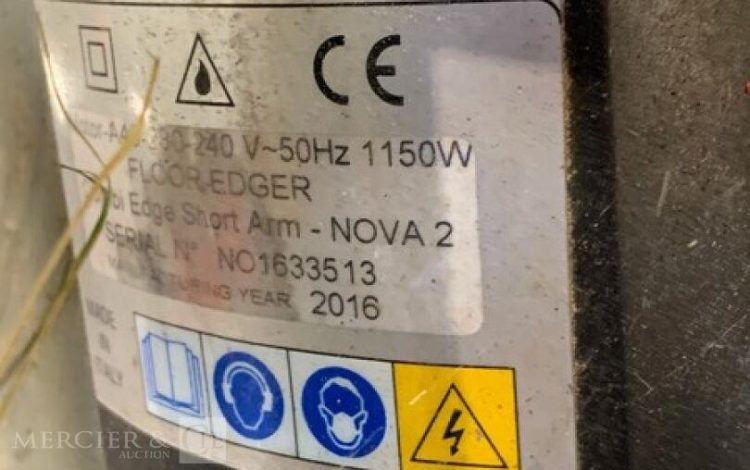 CE
240 V~50Hz 1150W
FLOOR-EDGER
Edge Short Arm - NOVA 2
SERIAL N° NO1633513
MANUFACTURING YEAR 2016
MADE
IN
ITALY
MERCIER &
AUCTION